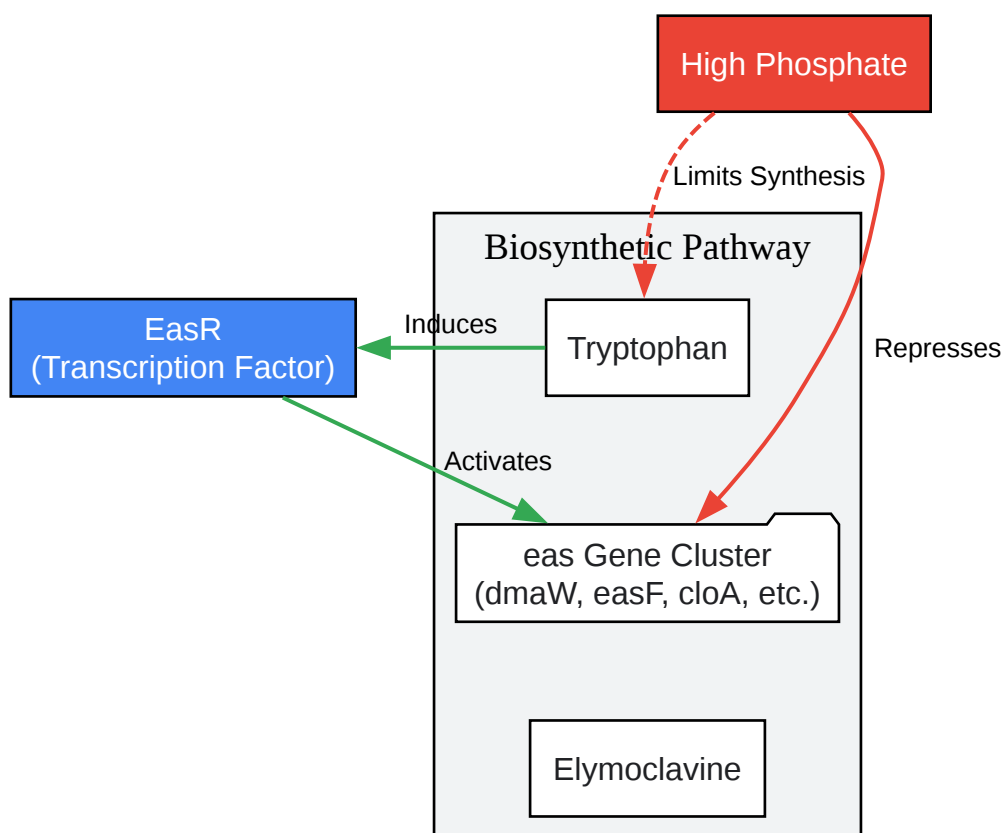 High Phosphate
Limits Synthesis
Biosynthetic Pathway
EasR
(Transcription Factor)
Induces
Tryptophan
Represses
Activates
eas Gene Cluster
(dmaW, easF, cloA, etc.)
Elymoclavine